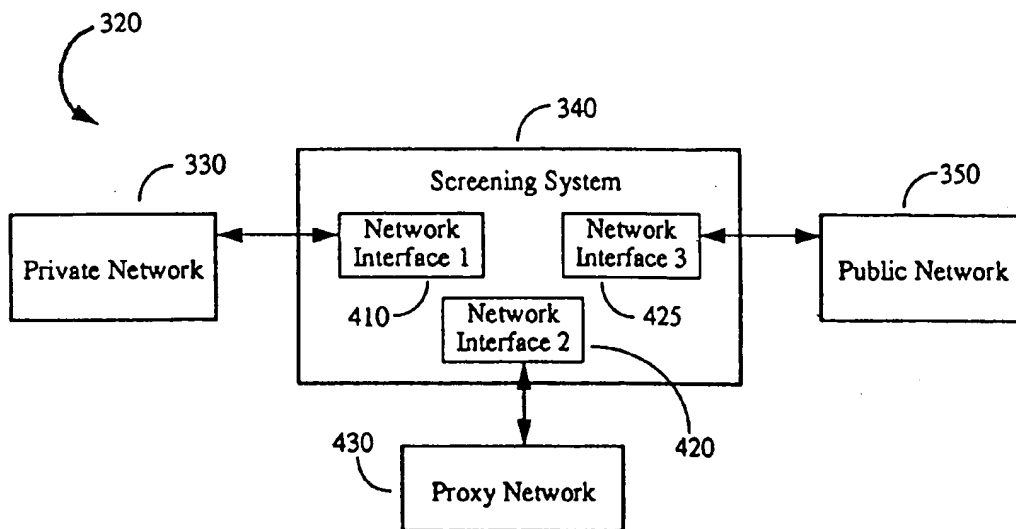 320
340
330
Screening System
350
Private Network
Network
Interface 1
Network
Interface 3
Public Network
410
Network
Interface 2
425
420
430
Proxy Network